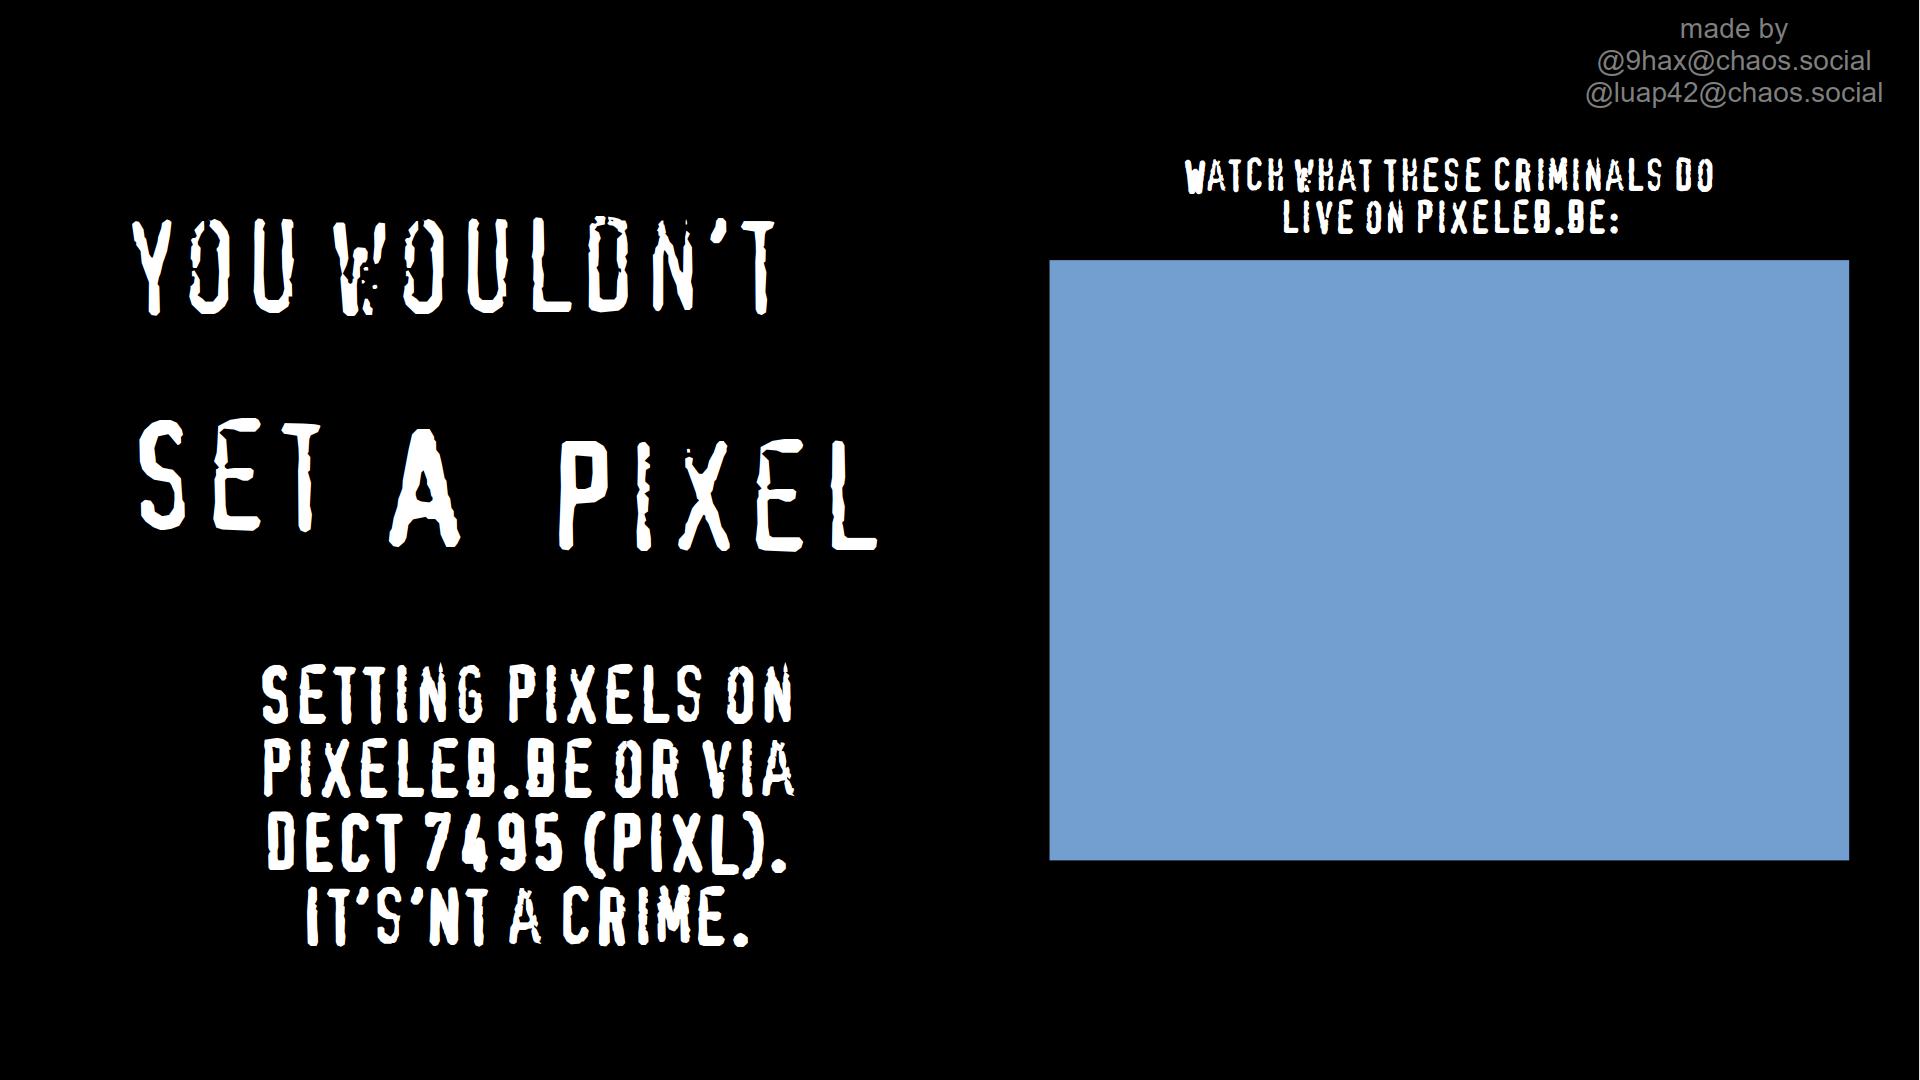 made by
@9hax@chaos.social
@luap42@chaos.social
YOU WOULDN'T
SET A PIXEL
SETTING PIXELS ON
PIXELEB.BE OR VIA
DECT 7495 (PIXL).
IT'S'NT A CRIME.
WATCH WHAT THESE CRIMINALS DO
LIVE ON PIXELEB.BE: